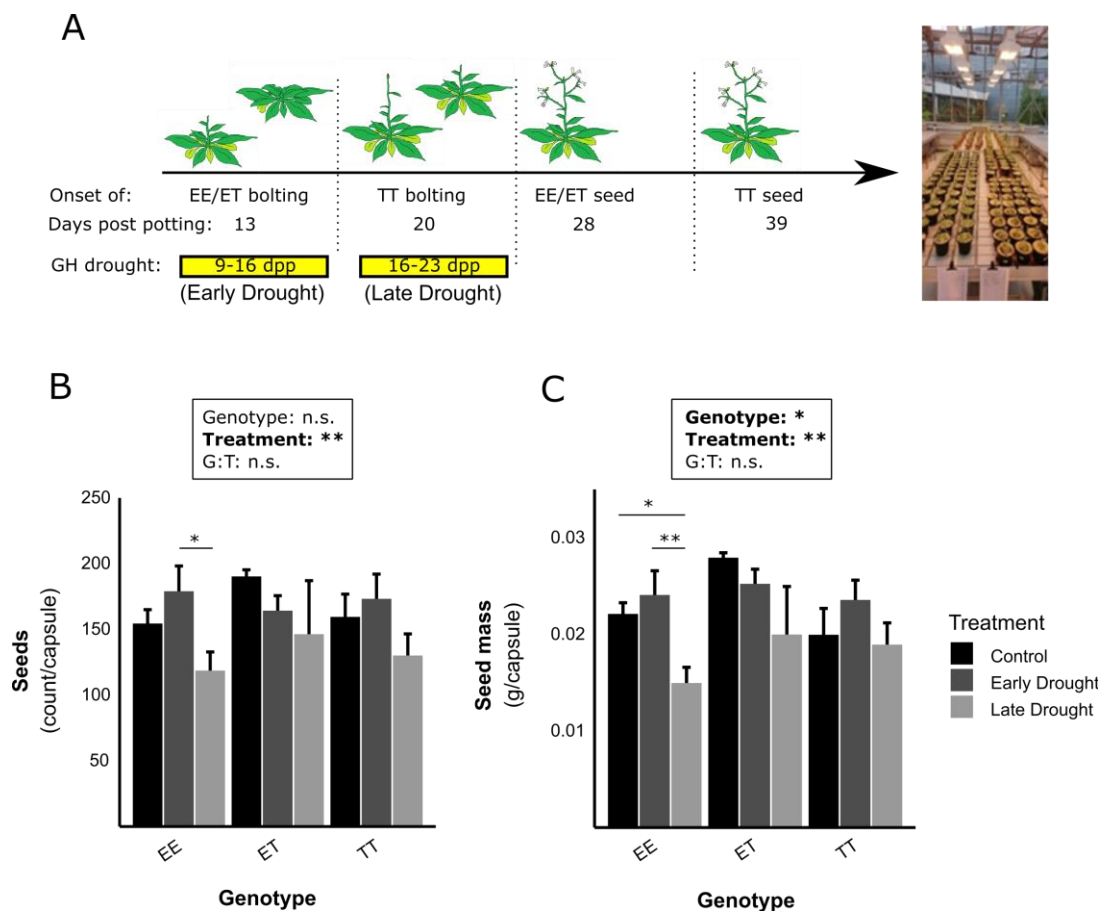 A
Onset of: EE/ET bolting TT bolting EE/ET seed TT seed
Days post potting: 13 20 28 39
GH drought: 9-16 dpp 16-23 dpp
(Early Drought) (Late Drought)
B
Genotype: n.s.
Treatment: **
G:T: n.s.
Seeds
(count/capsule)
250
200
150
100
50
*
EE ET TT
Genotype
C
Genotype: *
Treatment: **
G:T: n.s.
Seed mass
(g/capsule)
0.03
0.02
0.01
*
**
EE ET TT
Genotype
Treatment
Control
Early Drought
Late Drought